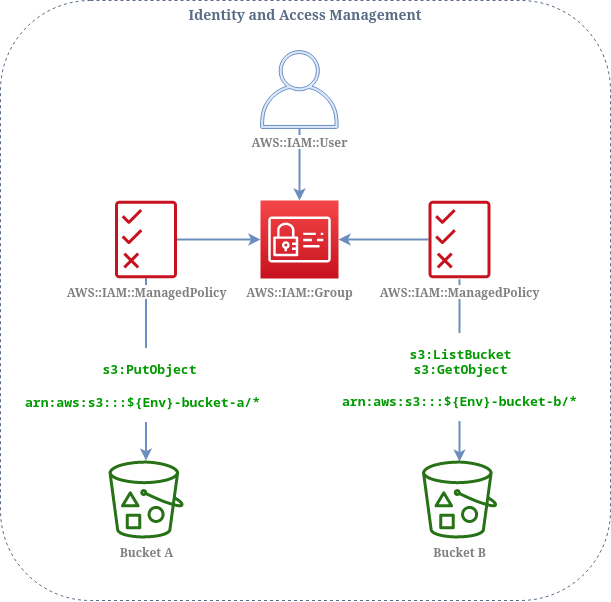 Identity and Access Management
AWS::IAM::User
AWS::IAM::ManagedPolicy
AWS::IAM::Group
AWS::IAM::ManagedPolicy
s3:PutObject
arn:aws:s3:::${Env}-bucket-a/*
s3:ListBucket
s3:GetObject
arn:aws:s3:::${Env}-bucket-b/*
Bucket A
Bucket B